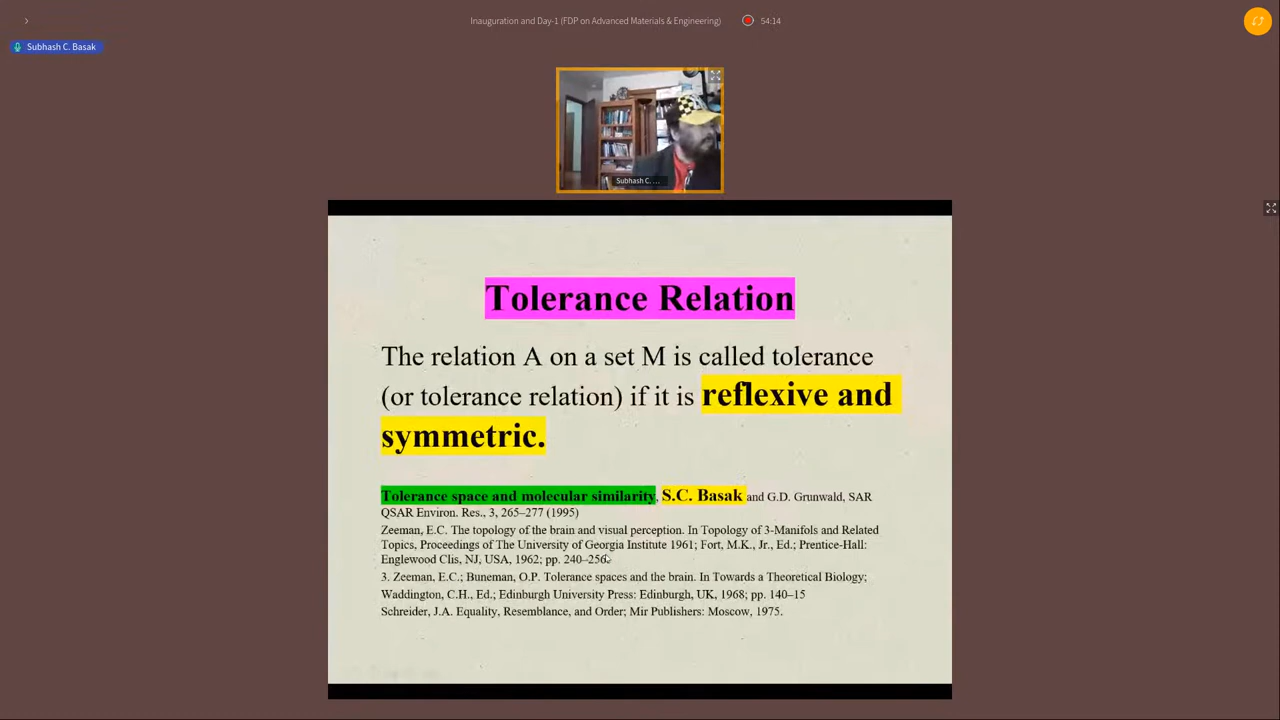 Inauguration and Day-1 (FDP on Advanced Materials & Engineering)
54:14
Subhash C. Basak
Subhash C. ...
Tolerance Relation
The relation A on a set M is called tolerance
(or tolerance relation) if it is reflexive and
symmetric.
Tolerance space and molecular similarity, S.C. Basak and G.D. Grunwald, SAR
QSAR Environ. Res., 3, 265–277 (1995)
Zeeman, E.C. The topology of the brain and visual perception. In Topology of 3-Manifols and Related
Topics, Proceedings of The University of Georgia Institute 1961; Fort, M.K., Jr., Ed.; Prentice-Hall:
Englewood Clis, NJ, USA, 1962; pp. 240–256.
3. Zeeman, E.C.; Buneman, O.P. Tolerance spaces and the brain. In Towards a Theoretical Biology;
Waddington, C.H., Ed.; Edinburgh University Press: Edinburgh, UK, 1968; pp. 140–15
Schreider, J.A. Equality, Resemblance, and Order; Mir Publishers: Moscow, 1975.